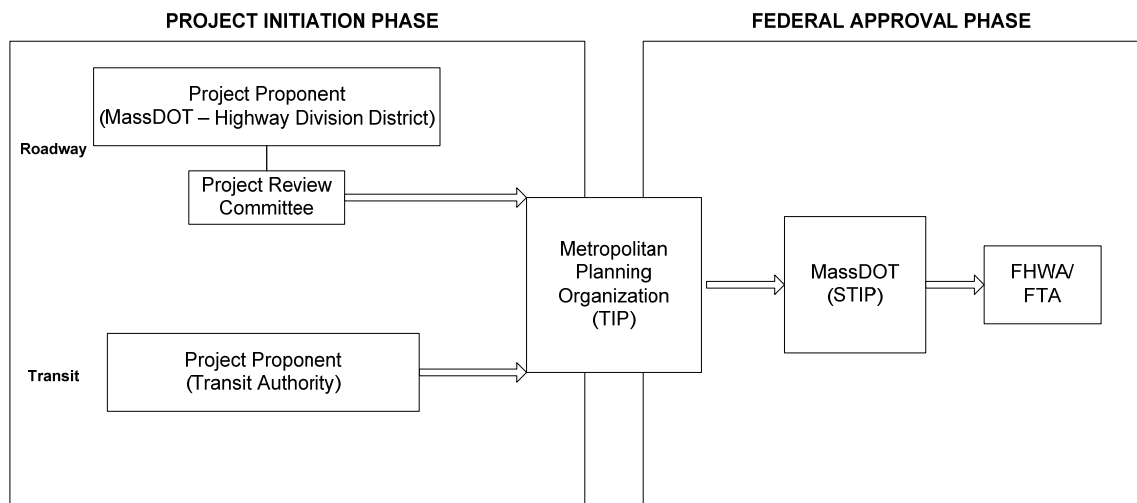 PROJECT INITIATION PHASE
FEDERAL APPROVAL PHASE
Project Proponent
(MassDOT – Highway Division District)
Roadway
Project Review
Committee
Metropolitan
Planning
Organization
(TIP)
MassDOT
(STIP)
FHWA/
FTA
Project Proponent
(Transit Authority)
Transit